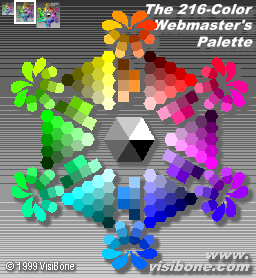 The 216-Color
Webmaster's
Palette
© 1999 VisiBone
www.
visibone.com